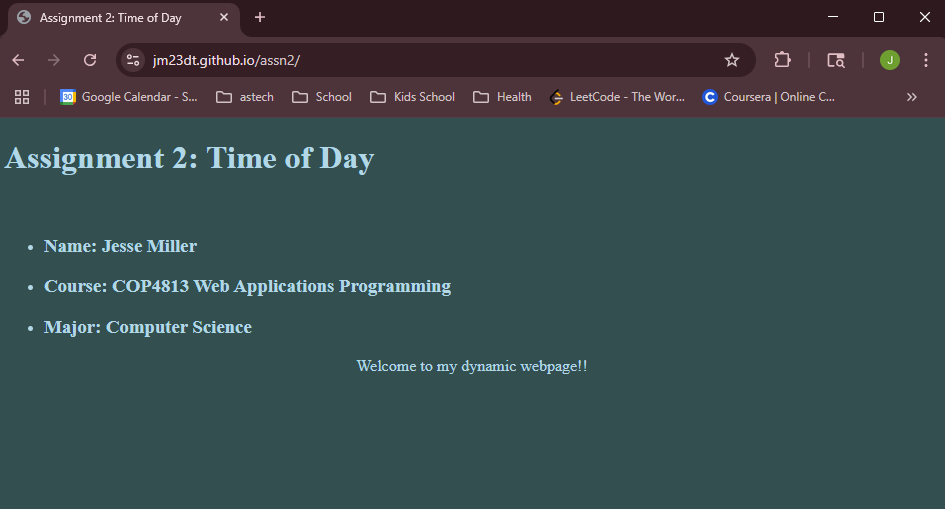 Assignment 2: Time of Day
jm23dt.github.io/assn2/
J
30 Google Calendar - S... astech School Kids School Health LeetCode - The Wor... C Coursera | Online C... »
Assignment 2: Time of Day
• Name: Jesse Miller
• Course: COP4813 Web Applications Programming
• Major: Computer Science
Welcome to my dynamic webpage!!